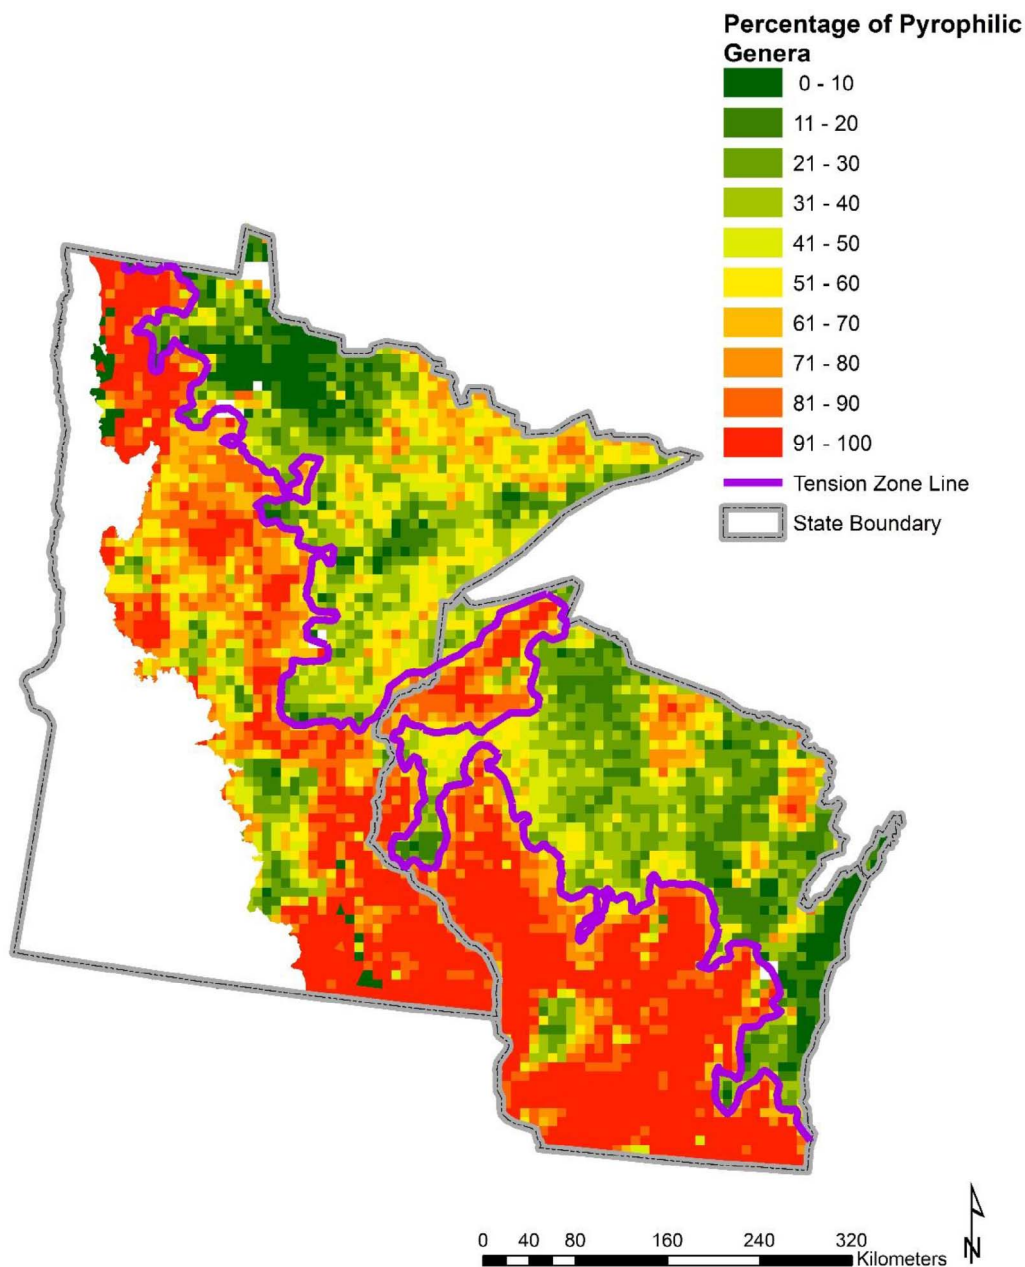 Percentage of Pyrophilic
Genera
0 - 10
11 - 20
21 - 30
31 - 40
41 - 50
51 - 60
61 - 70
71 - 80
81 - 90
91 - 100
Tension Zone Line
State Boundary
0 40 80 160 240 320
Kilometers
N